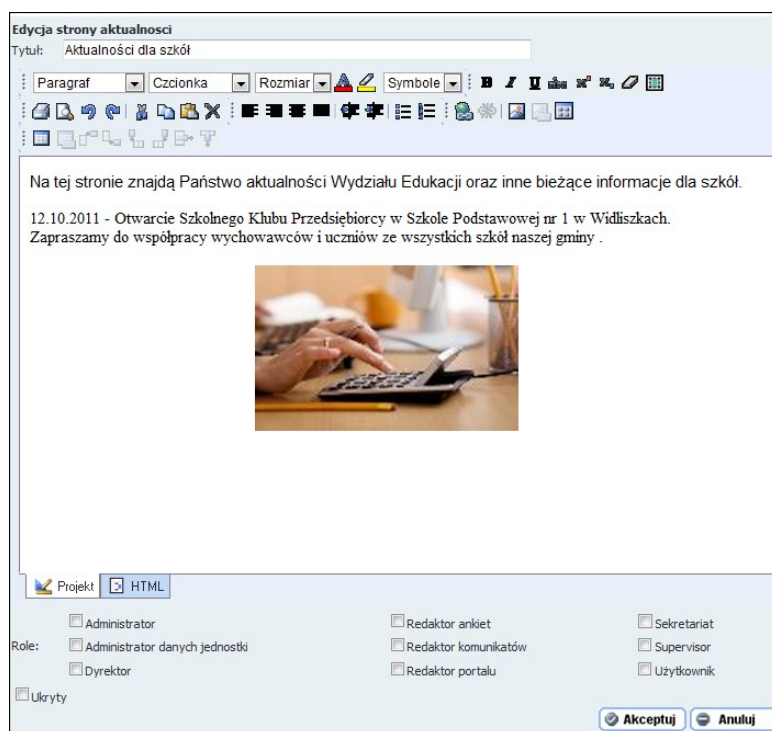 Edycja strony aktualnosci
Tytuł: Aktualności dla szkół
Paragraf Czcionka Rozmiar A Symbole B I U abc x² x₂
Na tej stronie znajdą Państwo aktualności Wydziału Edukacji oraz inne bieżące informacje dla szkół.
12.10.2011 - Otwarcie Szkolnego Klubu Przedsiębiorcy w Szkole Podstawowej nr 1 w Widliszkach.
Zapraszamy do współpracy wychowawców i uczniów ze wszystkich szkół naszej gminy .
Projekt HTML
Administrator Redaktor ankiet Sekretariat
Role: Administrator danych jednostki Redaktor komunikatów Supervisor
Dyrektor Redaktor portalu Użytkownik
Ukryty
Akceptuj Anuluj